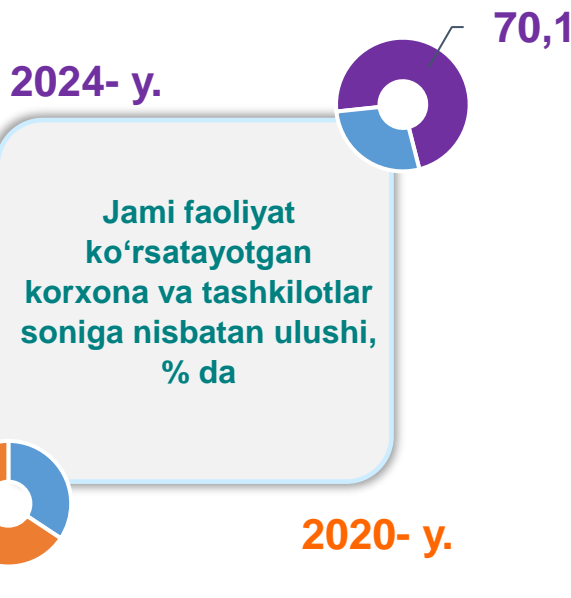 70,1
2024- y.
Jami faoliyat
ko‘rsatayotgan
korxona va tashkilotlar
soniga nisbatan ulushi,
% da
2020- y.